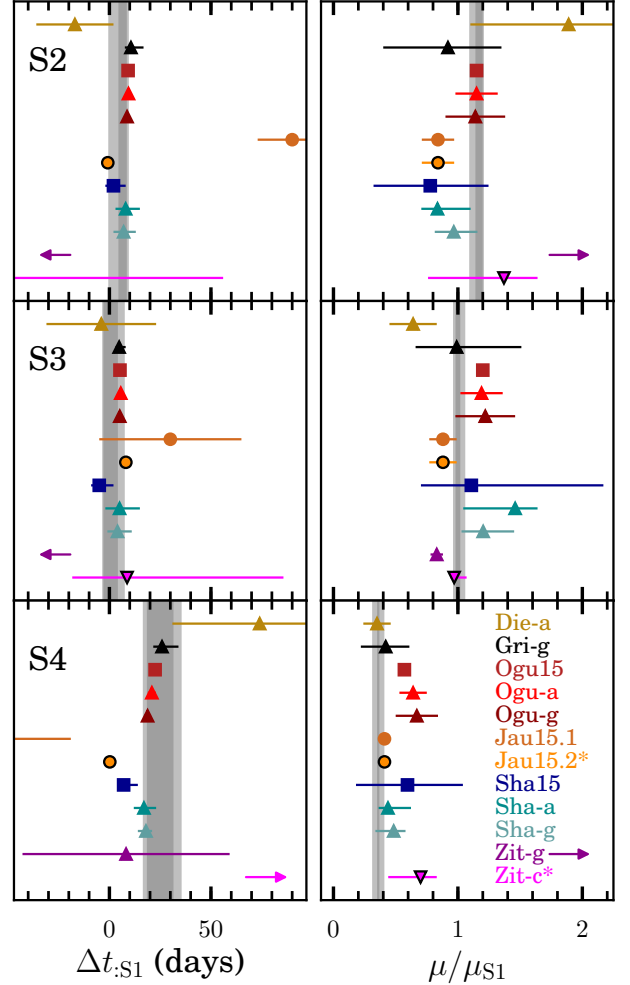 S2
S3
S4
Die-a
Gri-g
Ogu15
Ogu-a
Ogu-g
Jau15.1
Jau15.2*
Sha15
Sha-a
Sha-g
Zit-g
Zit-c*
0 50 0 1 2
Δt:S1 (days) μ/μS1